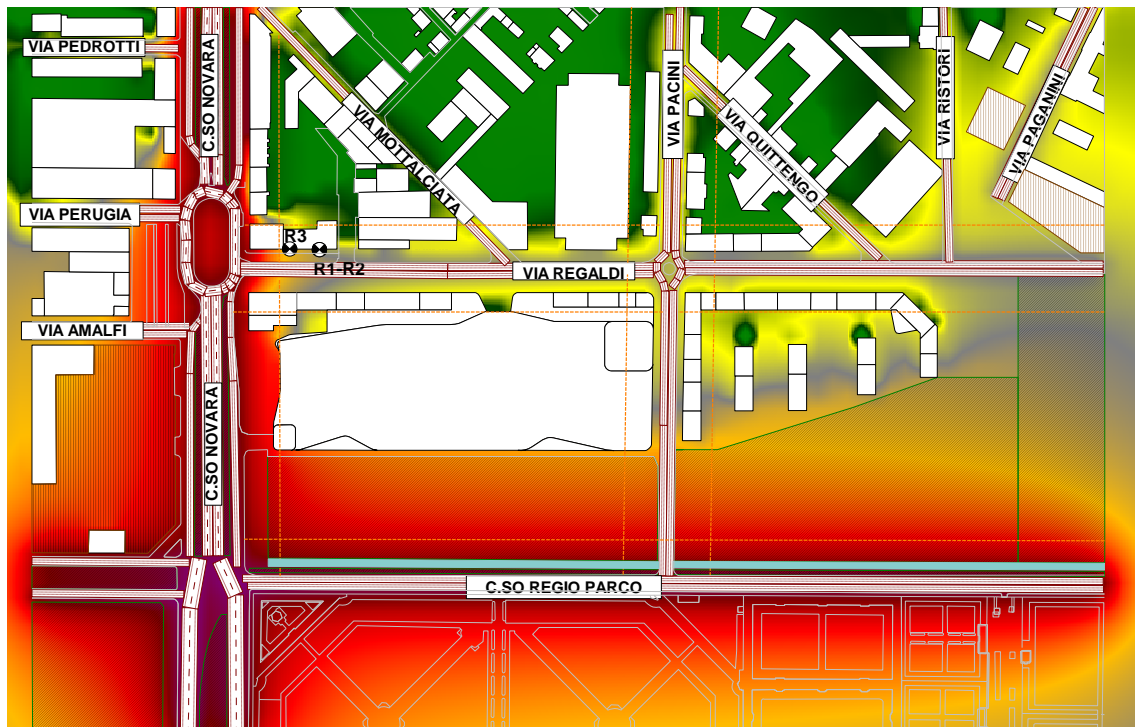 VIA PEDROTTI
C.SO NOVARA
VIA MOTTALCIATA
VIA PACINI
VIA QUITTENGO
VIA RISTORI
VIA PAGANINI
VIA PERUGIA
R3
R1-R2
VIA REGALDI
VIA AMALFI
C.SO NOVARA
C.SO REGIO PARCO